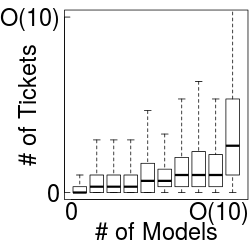 O(10)
# of Tickets
0
0 O(10)
# of Models